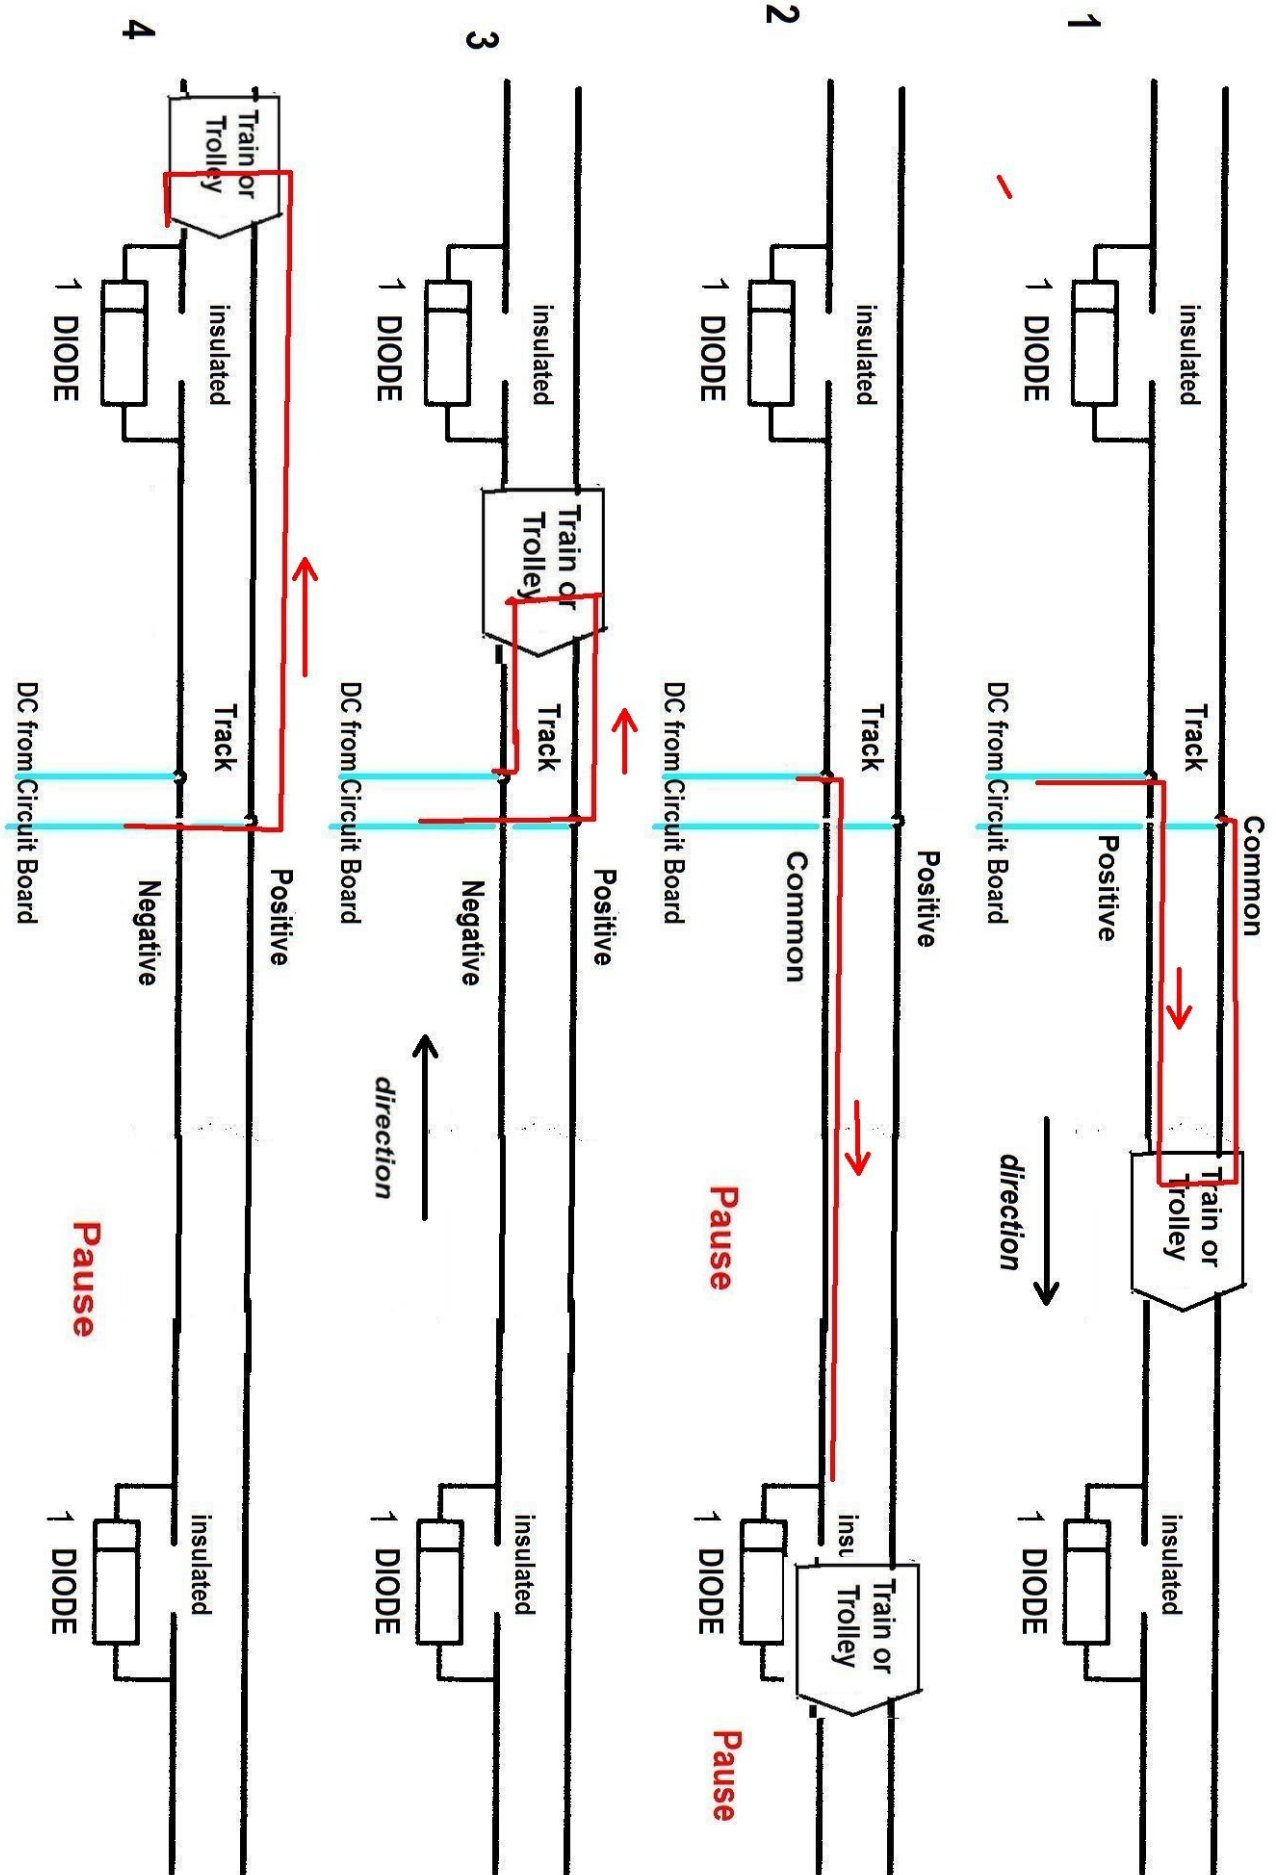 1
Common
Train or
Trolley
insulated
Track
insulated
Positive
1 DIODE
direction
1 DIODE
DC from Circuit Board
2
Positive
Train or
Trolley
insulated
Track
insu
Common
1 DIODE
Pause
1 DIODE
Pause
DC from Circuit Board
3
Positive
Train or
Trolley
insulated
Track
insulated
Negative
1 DIODE
direction
1 DIODE
DC from Circuit Board
4
Positive
Train or
Trolley
insulated
Track
insulated
Negative
1 DIODE
Pause
1 DIODE
DC from Circuit Board